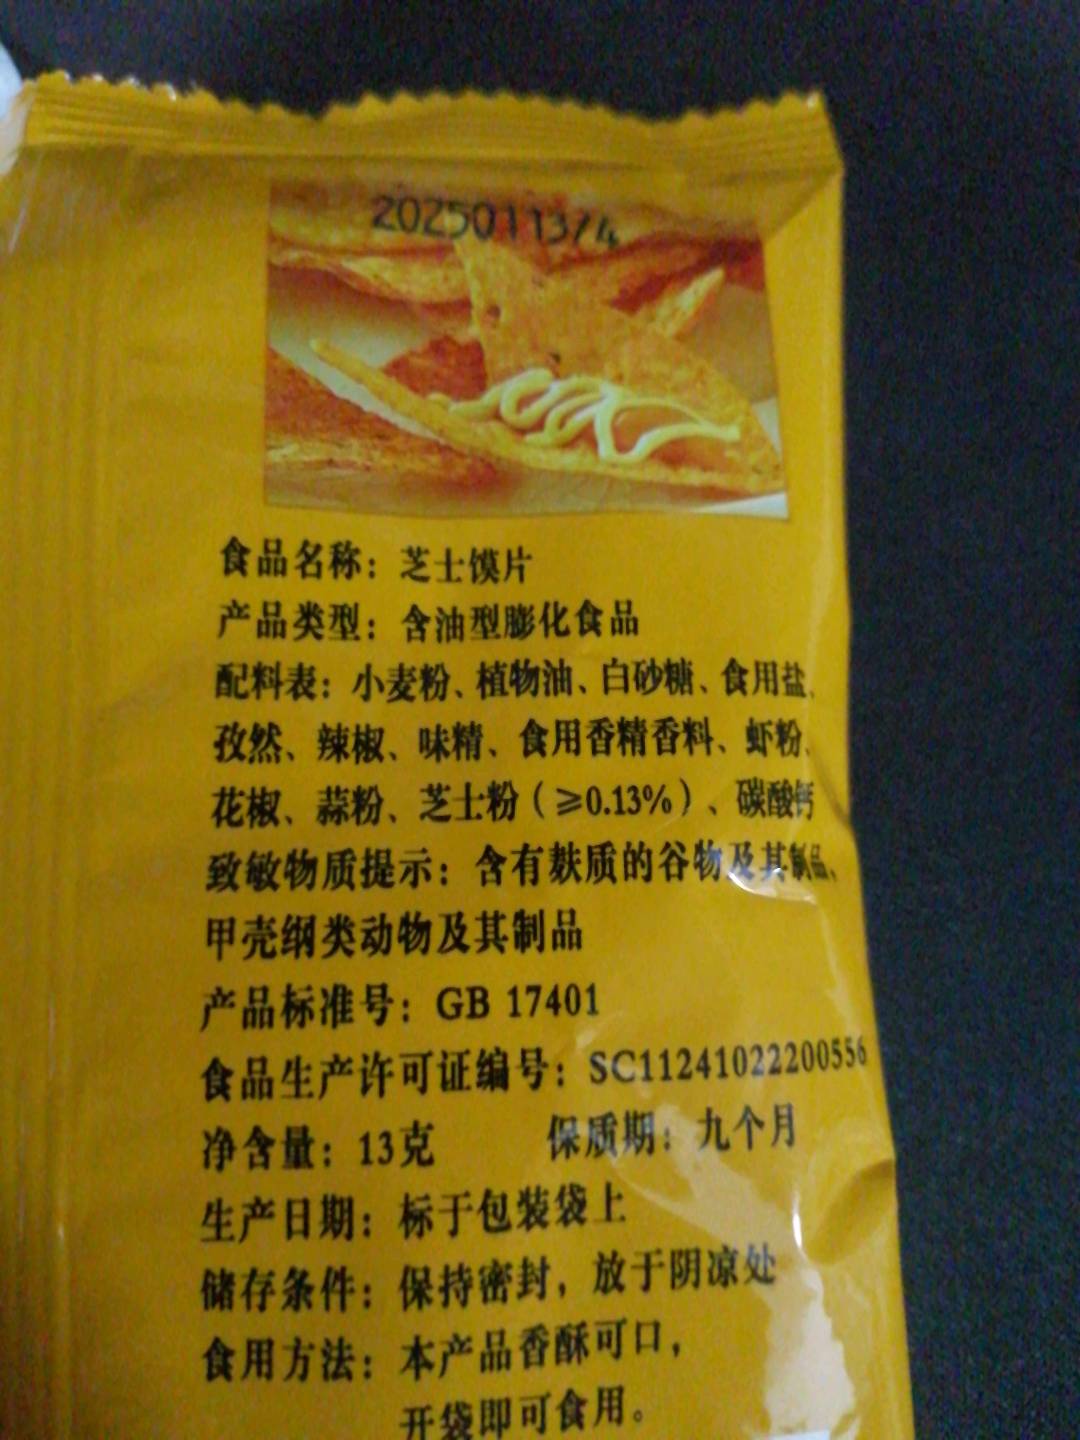 20250113/4
食品名称：芝士馍片
产品类型：含油型膨化食品
配料表：小麦粉、植物油、白砂糖、食用盐、
孜然、辣椒、味精、食用香精香料、虾粉、
花椒、蒜粉、芝士粉（≥0.13%）、碳酸钙
致敏物质提示：含有麸质的谷物及其制品，
甲壳纲类动物及其制品
产品标准号：GB 17401
食品生产许可证编号：SC11241022200556
净含量：13克 保质期：九个月
生产日期：标于包装袋上
储存条件：保持密封，放于阴凉处
食用方法：本产品香酥可口，
开袋即可食用。